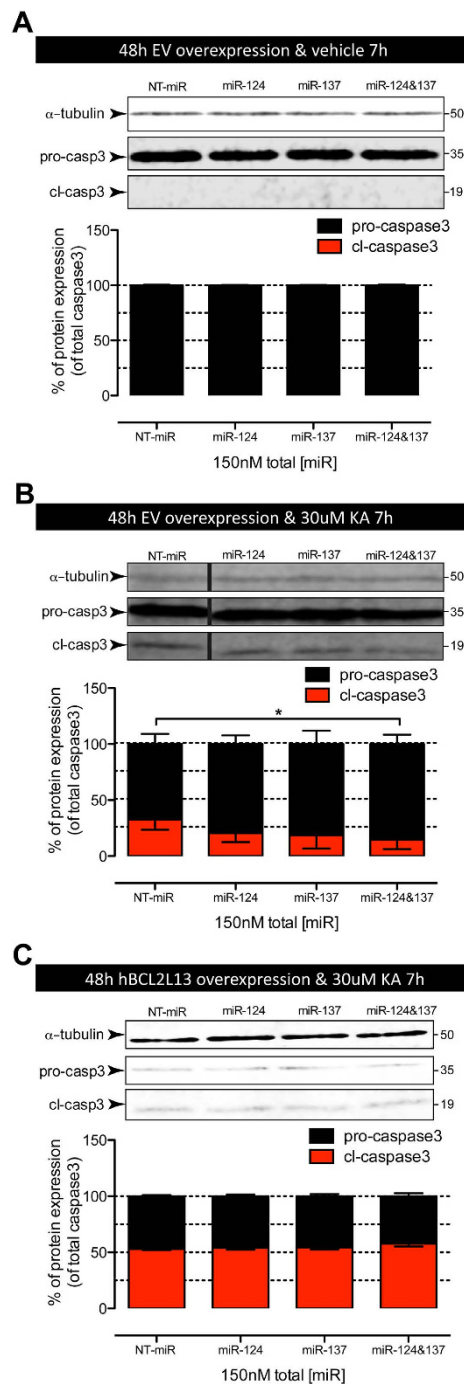 A
48h EV overexpression & vehicle 7h
NT-miR miR-124 miR-137 miR-124&137
α-tubulin 50
pro-casp3 35
cl-casp3 19
pro-caspase3
cl-caspase3
% of protein expression
(of total caspase3)
150
100
50
0
NT-miR miR-124 miR-137 miR-124&137
150nM total [miR]
B
48h EV overexpression & 30uM KA 7h
NT-miR miR-124 miR-137 miR-124&137
α-tubulin 50
pro-casp3 35
cl-casp3 19
pro-caspase3
cl-caspase3
% of protein expression
(of total caspase3)
150
100
50
0
*
NT-miR miR-124 miR-137 miR-124&137
150nM total [miR]
C
48h hBCL2L13 overexpression & 30uM KA 7h
NT-miR miR-124 miR-137 miR-124&137
α-tubulin 50
pro-casp3 35
cl-casp3 19
pro-caspase3
cl-caspase3
% of protein expression
(of total caspase3)
150
100
50
0
NT-miR miR-124 miR-137 miR-124&137
150nM total [miR]